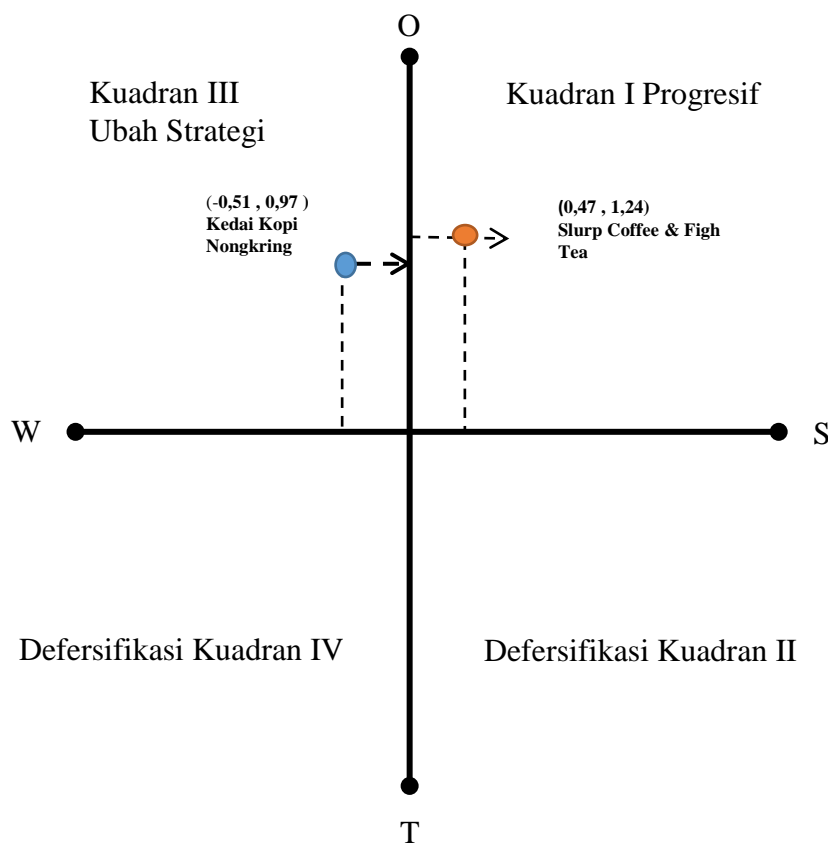 O
Kuadran III
Ubah Strategi
Kuadran I Progresif
(-0,51 , 0,97 )
Kedai Kopi
Nongkring
(0,47 , 1,24)
Slurp Coffee & Figh
Tea
W
S
Defersifikasi Kuadran IV
Defersifikasi Kuadran II
T